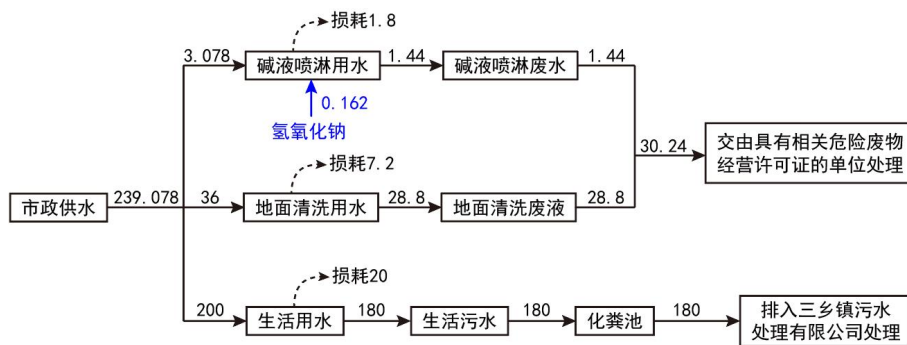 损耗1.8
3.078
碱液喷淋用水
1.44
碱液喷淋废水
1.44
0.162
氢氧化钠
30.24
交由具有相关危险废物
经营许可证的单位处理
损耗7.2
市政供水
239.078
36
地面清洗用水
28.8
地面清洗废液
28.8
损耗20
200
生活用水
180
生活污水
180
化粪池
180
排入三乡镇污水
处理有限公司处理